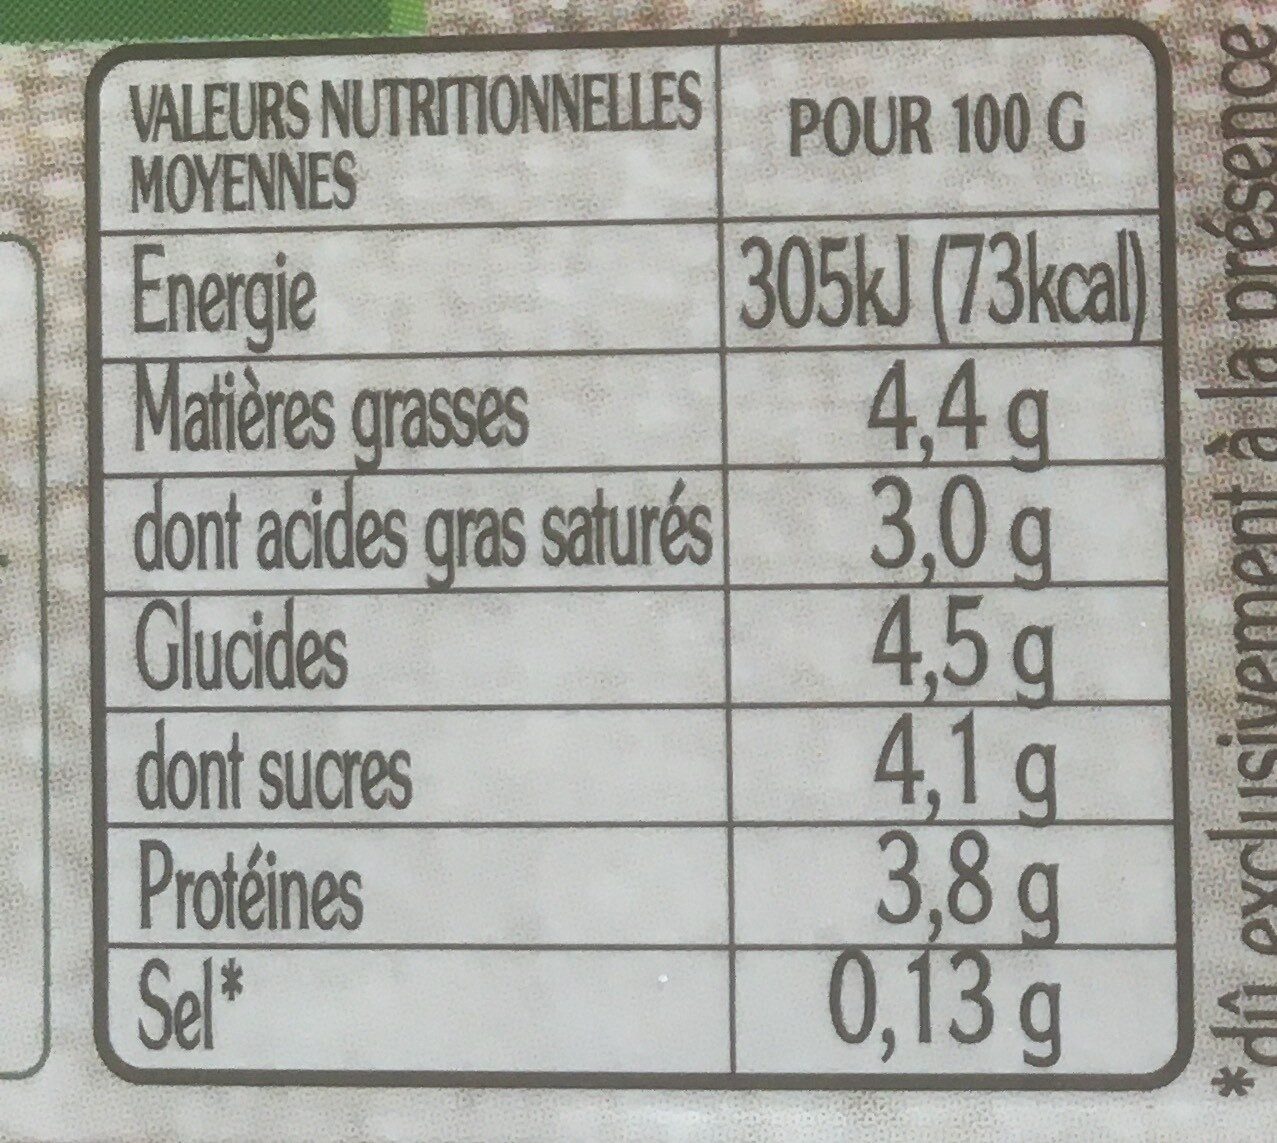 VALEURS NUTRITIONNELLES
MOYENNES
POUR 100 G
Energie 305kJ (73kcal)
Matières grasses 4,4 g
dont acides gras saturés 3,0 g
Glucides 4,5 g
dont sucres 4,1 g
Protéines 3,8 g
Sel* 0,13 g
*dû exclusivement à la présence